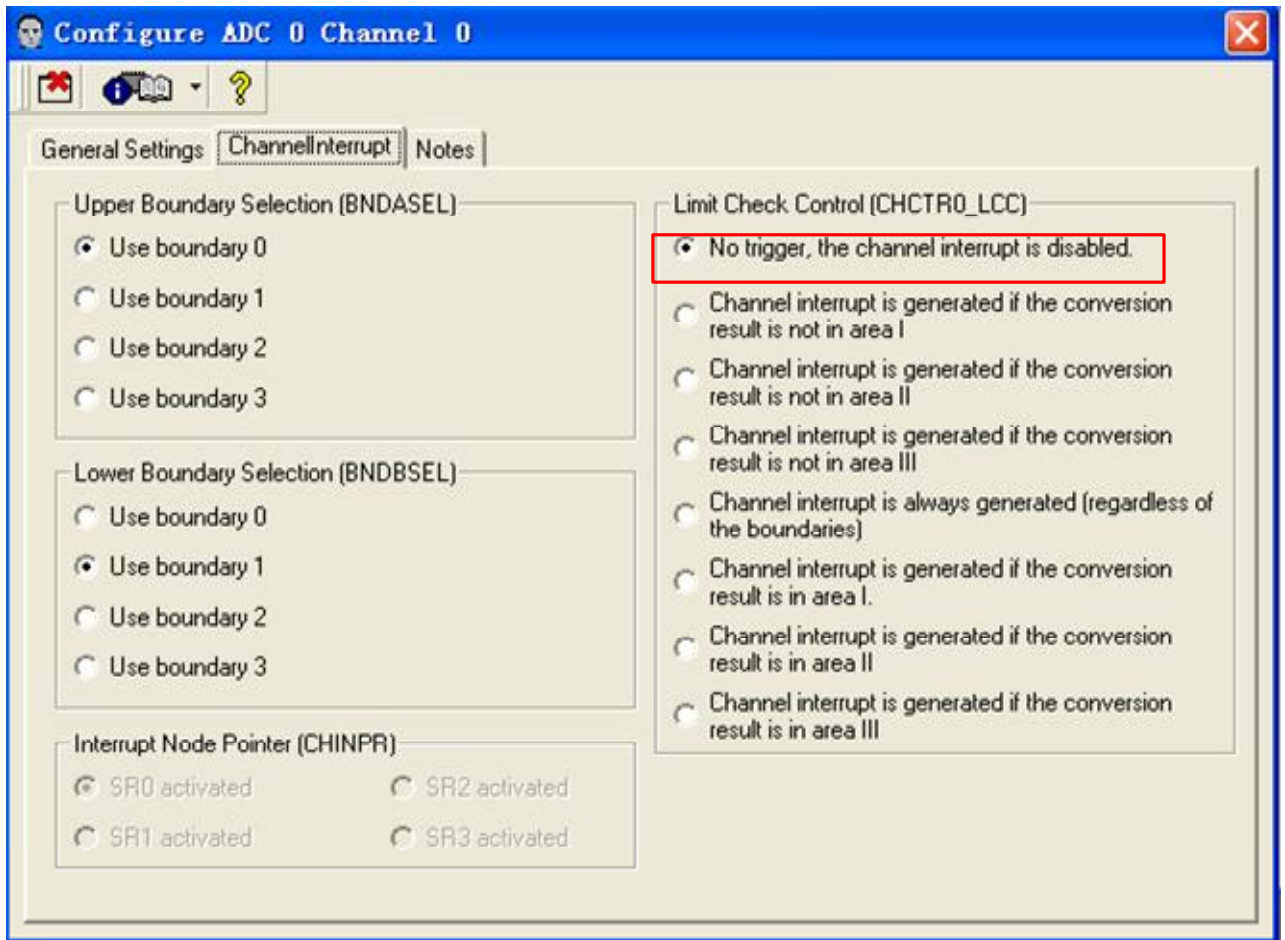 Configure ADC 0 Channel 0
General Settings
ChannelInterrupt
Notes
Upper Boundary Selection (BNDASEL)
Use boundary 0
Use boundary 1
Use boundary 2
Use boundary 3
Lower Boundary Selection (BNDBSEL)
Use boundary 0
Use boundary 1
Use boundary 2
Use boundary 3
Interrupt Node Pointer (CHINPR)
SR0 activated
SR2 activated
SR1 activated
SR3 activated
Limit Check Control (CHCTR0_LCC)
No trigger, the channel interrupt is disabled.
Channel interrupt is generated if the conversion
result is not in area I
Channel interrupt is generated if the conversion
result is not in area II
Channel interrupt is generated if the conversion
result is not in area III
Channel interrupt is always generated (regardless of
the boundaries)
Channel interrupt is generated if the conversion
result is in area I.
Channel interrupt is generated if the conversion
result is in area II
Channel interrupt is generated if the conversion
result is in area III